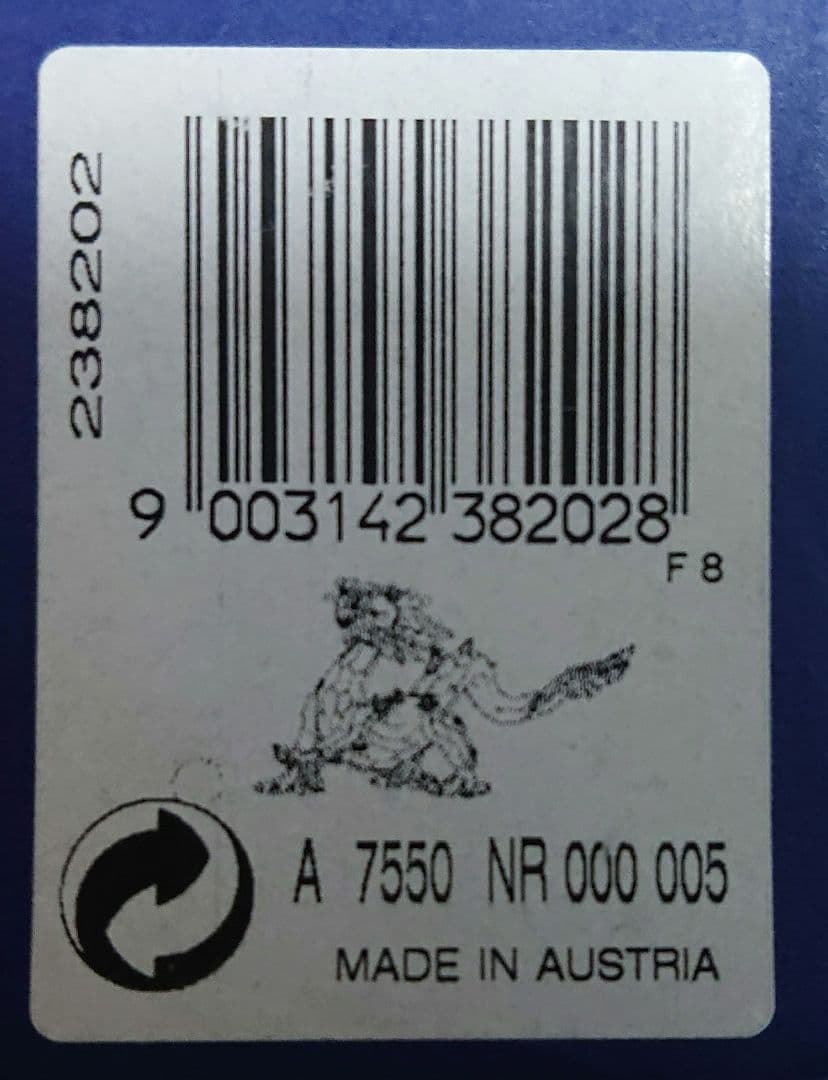 238202
9 003142 382028
F 8
A 7550 NR 000 005
MADE IN AUSTRIA